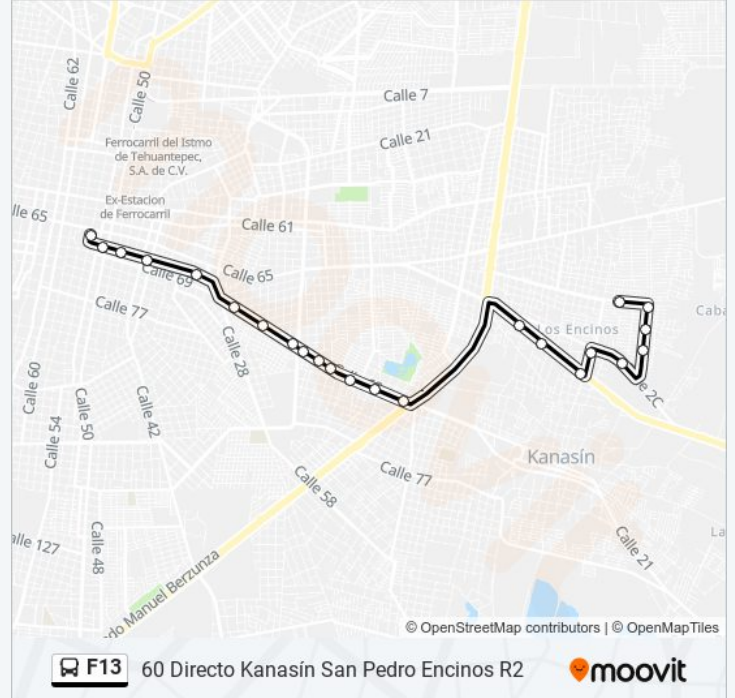 Calle 62
Calle 50
Calle 7
Calle 21
Ferrocarril del Istmo
de Tehuantepec,
S.A. de C.V.
Ex-Estacion
de Ferrocarril
lle 65
Calle 61
Calle 65
Calle 69
Calle 77
Los Encinos
Caba
Calle 28
Calle 60
Calle 50
Calle 54
Calle 42
e 2C
Kanasín
Calle 77
Calle 58
Calle 21
La
alle 127
Calle 48
do Manuel Berzunza
© OpenStreetMap contributors | © OpenMapTiles
F13 60 Directo Kanasín San Pedro Encinos R2 moovit